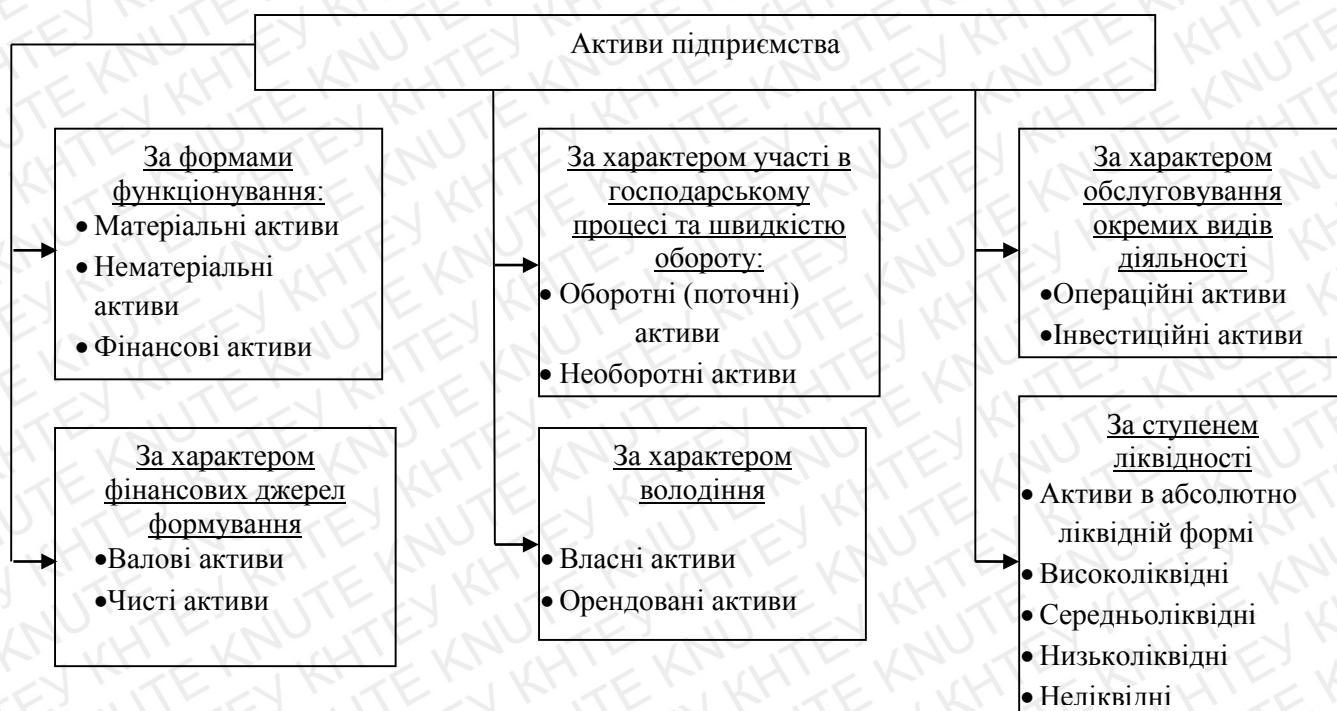 Активи підприємства
За формами
функціонування:
• Матеріальні активи
• Нематеріальні
активи
• Фінансові активи
За характером участі в
господарському
процесі та швидкістю
обороту:
• Оборотні (поточні)
активи
• Необоротні активи
За характером
обслуговування
окремих видів
діяльності
•Операційні активи
•Інвестиційні активи
За характером
фінансових джерел
формування
•Валові активи
•Чисті активи
За характером
володіння
• Власні активи
• Орендовані активи
За ступенем
ліквідності
• Активи в абсолютно
ліквідній формі
• Високоліквідні
• Середньоліквідні
• Низьколіквідні
• Неліквідні